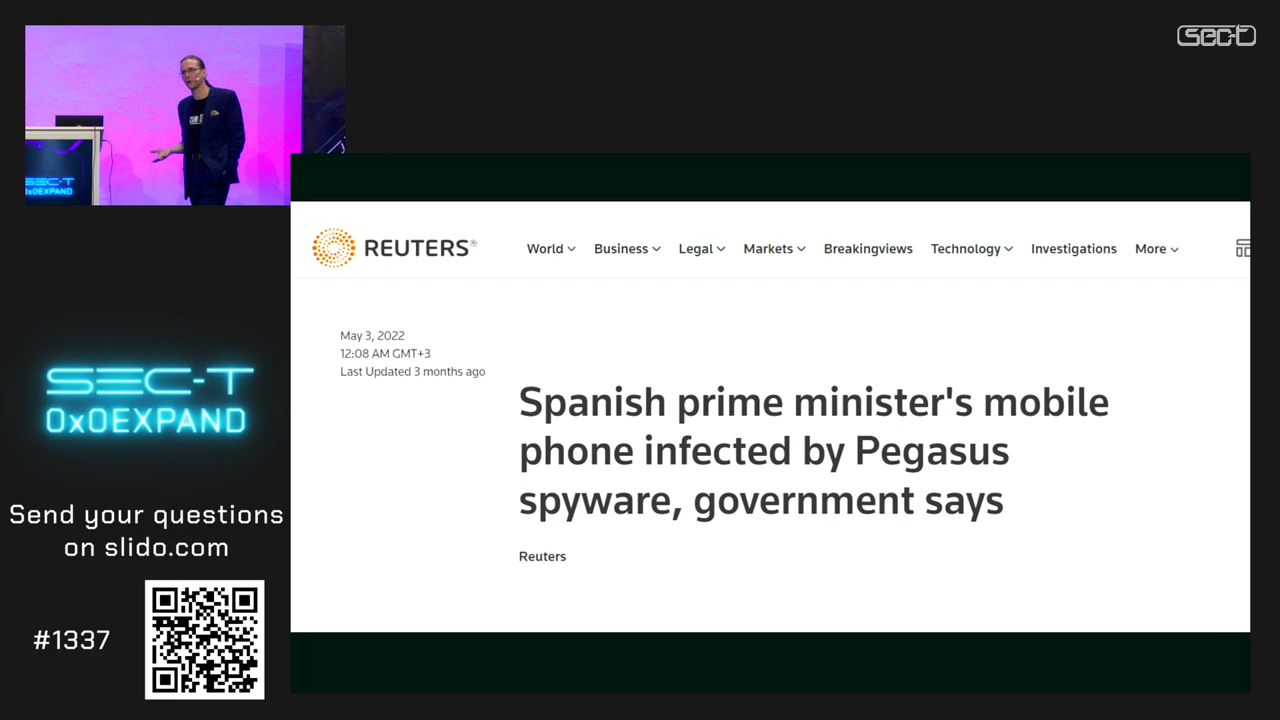 SEC-T
SEC-T
0x0EXPAND
REUTERS®
World
Business
Legal
Markets
Breakingviews
Technology
Investigations
More
May 3, 2022
12:08 AM GMT+3
Last Updated 3 months ago
Spanish prime minister's mobile
phone infected by Pegasus
spyware, government says
Reuters
SEC-T
0x0EXPAND
Send your questions
on slido.com
#1337